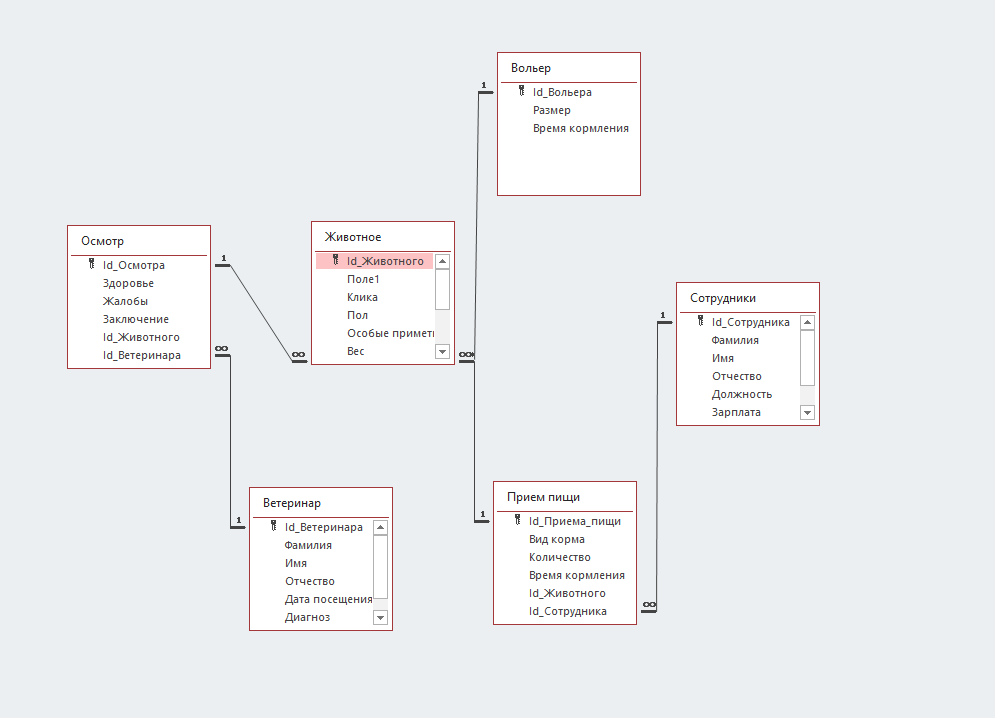 Вольер
Id_Вольера
Размер
Время кормления
1
Осмотр
Id_Осмотра
Здоровье
Жалобы
Заключение
Id_Животного
Id_Ветеринара
1
∞
Животное
Id_Животного
Поле1
Клика
Пол
Особые приметы
Вес
∞
∞
Сотрудники
Id_Сотрудника
Фамилия
Имя
Отчество
Должность
Зарплата
1
Ветеринар
Id_Ветеринара
Фамилия
Имя
Отчество
Дата посещения
Диагноз
1
Прием пищи
Id_Приема_пищи
Вид корма
Количество
Время кормления
Id_Животного
Id_Сотрудника
1
∞